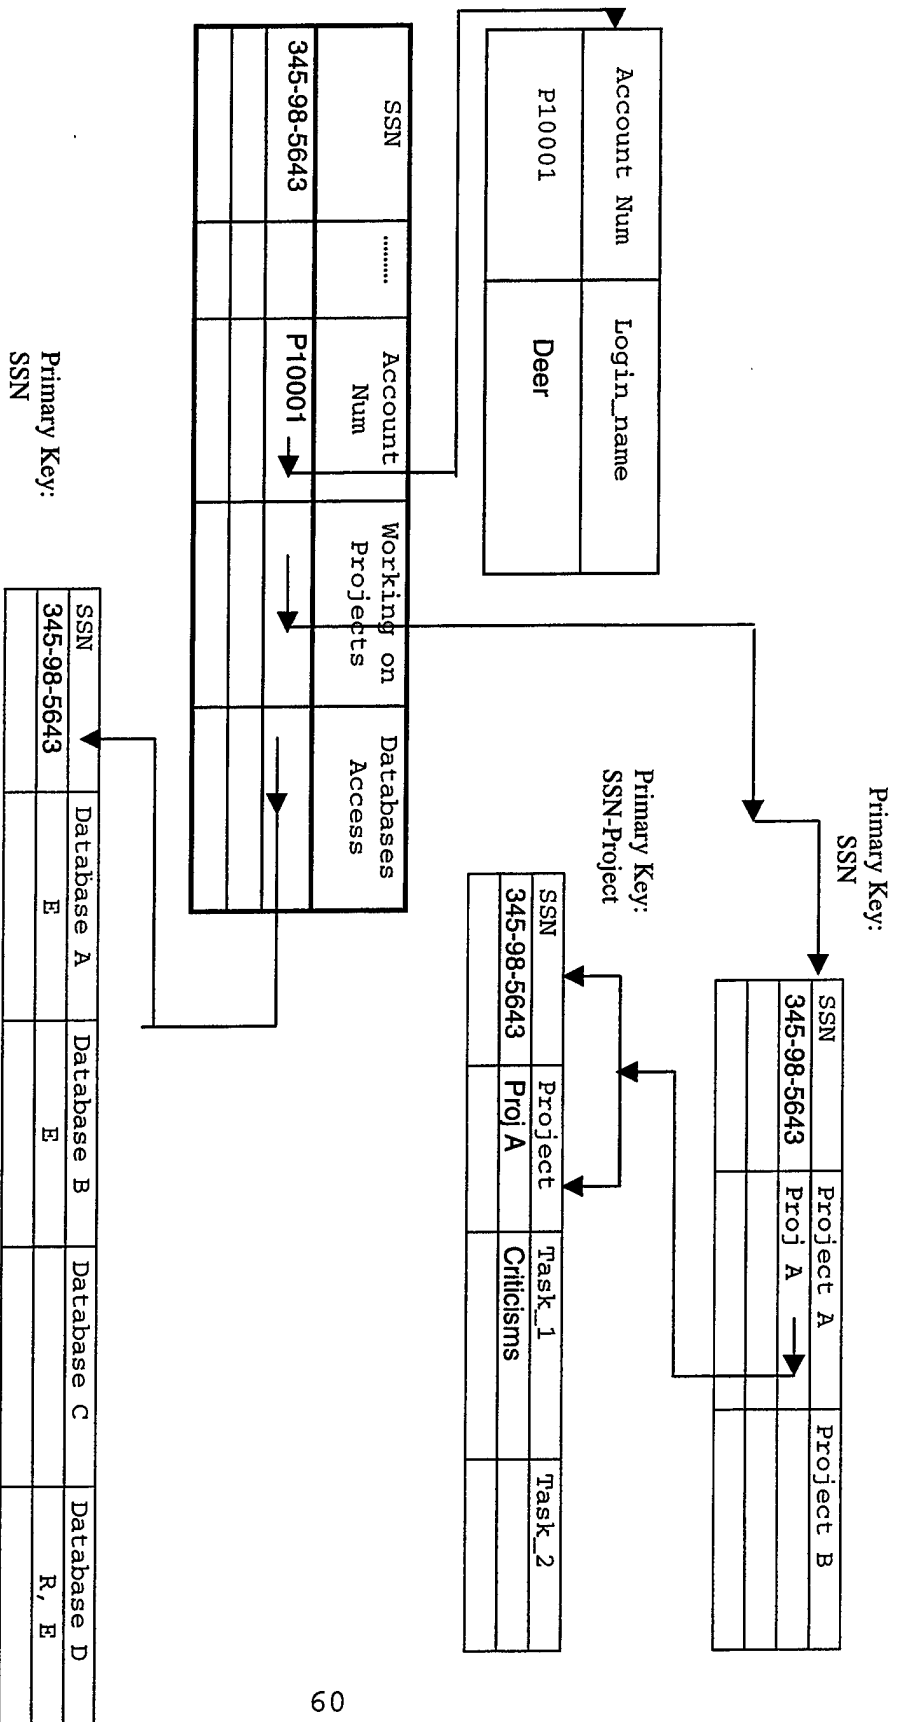 Primary Key:
SSN
SSN Project A Project B
345-98-5643 Proj A
Account Num Login_name
P10001 Deer
Primary Key:
SSN-Project
SSN Project Task_1 Task_2
345-98-5643 Proj A Criticisms
SSN ......... Account Num Working on Projects Databases Access
345-98-5643 P10001
Primary Key:
SSN
SSN Database A Database B Database C Database D
345-98-5643 E E R, E
60